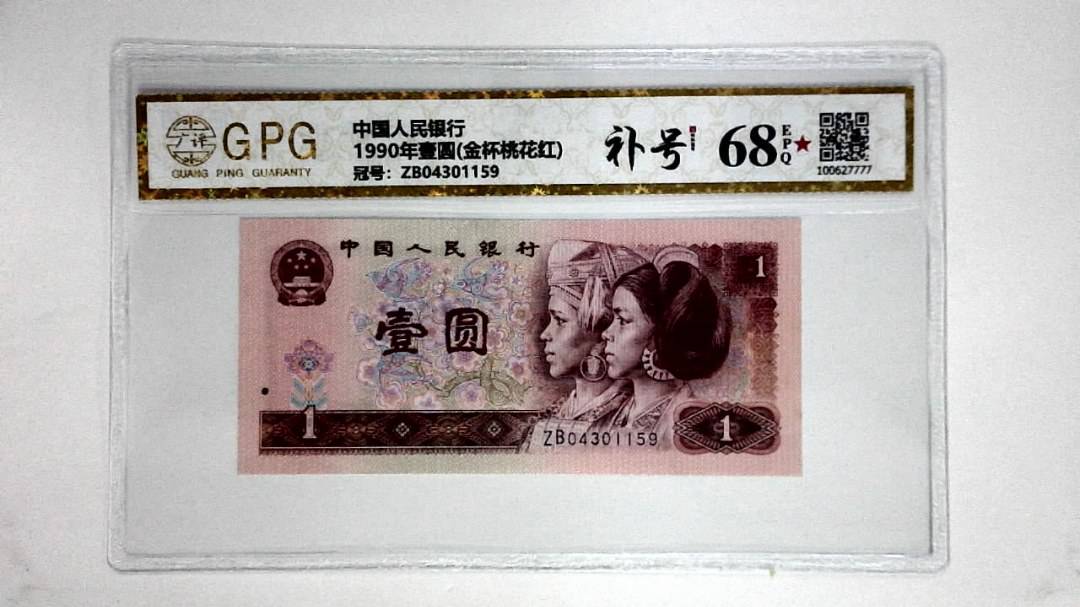 GPG
GUANG PING GUARANTY
中国人民银行
1990年壹圆(金杯桃花红)
冠号: ZB04301159
补号
68 EPQ
100627777
中国人民银行
1
壹圆
1
ZB04301159
1